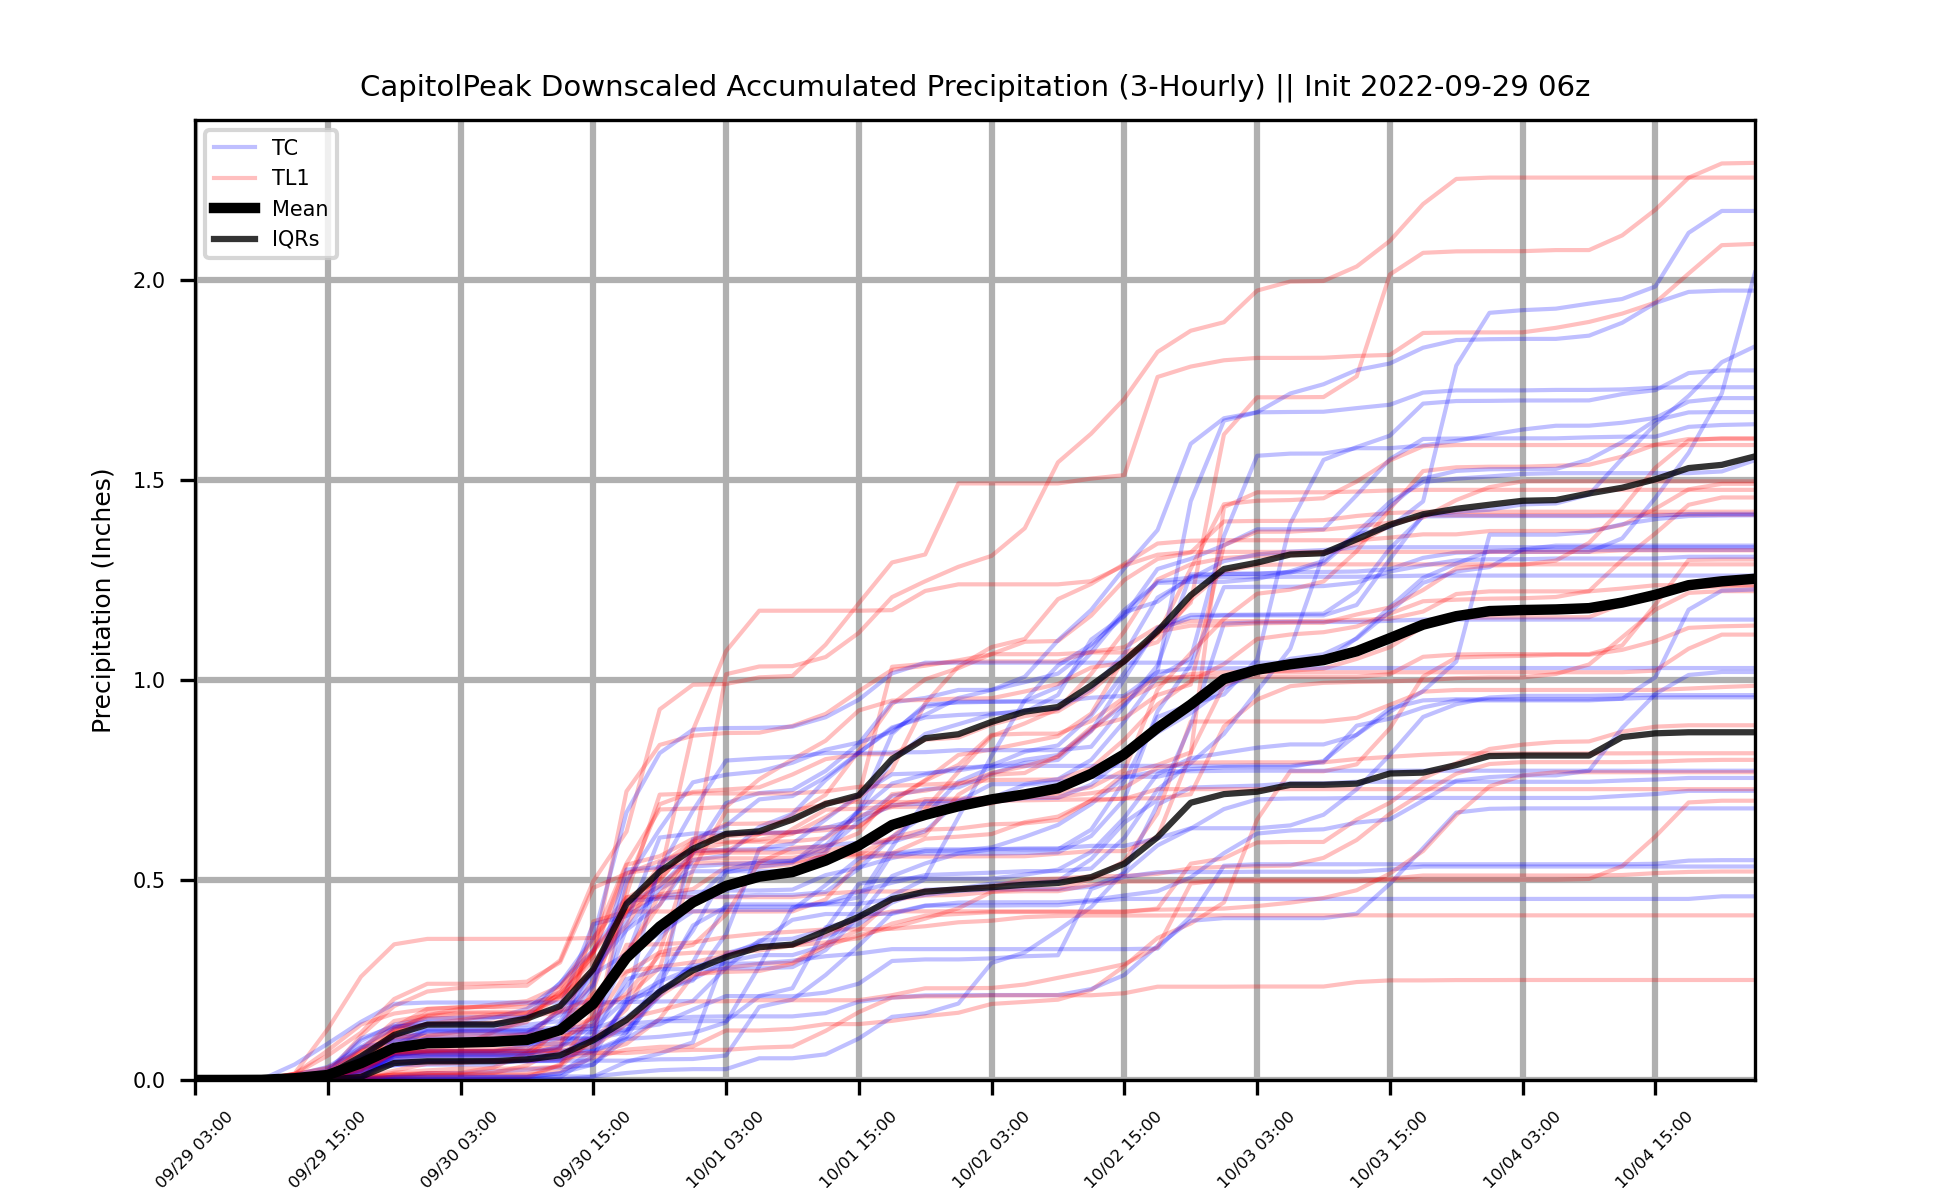 CapitolPeak Downscaled Accumulated Precipitation (3-Hourly) || Init 2022-09-29 06z
TC
TL1
Mean
IQRs
Precipitation (Inches)
2.0
1.5
1.0
0.5
0.0
09/29 03:00
09/29 15:00
09/30 03:00
09/30 15:00
10/01 03:00
10/01 15:00
10/02 03:00
10/02 15:00
10/03 03:00
10/03 15:00
10/04 03:00
10/04 15:00